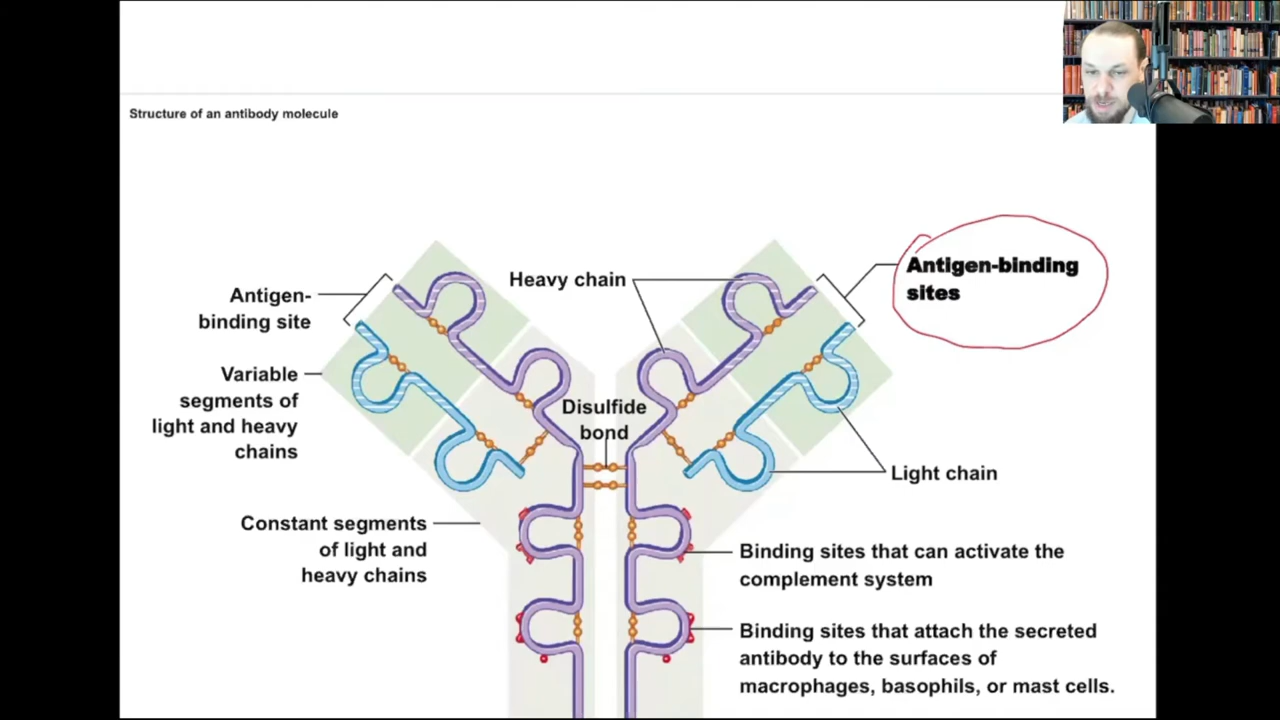 Structure of an antibody molecule
Antigen-
binding site
Variable
segments of
light and heavy
chains
Constant segments
of light and
heavy chains
Heavy chain
Disulfide
bond
Antigen-binding
sites
Light chain
Binding sites that can activate the
complement system
Binding sites that attach the secreted
antibody to the surfaces of
macrophages, basophils, or mast cells.